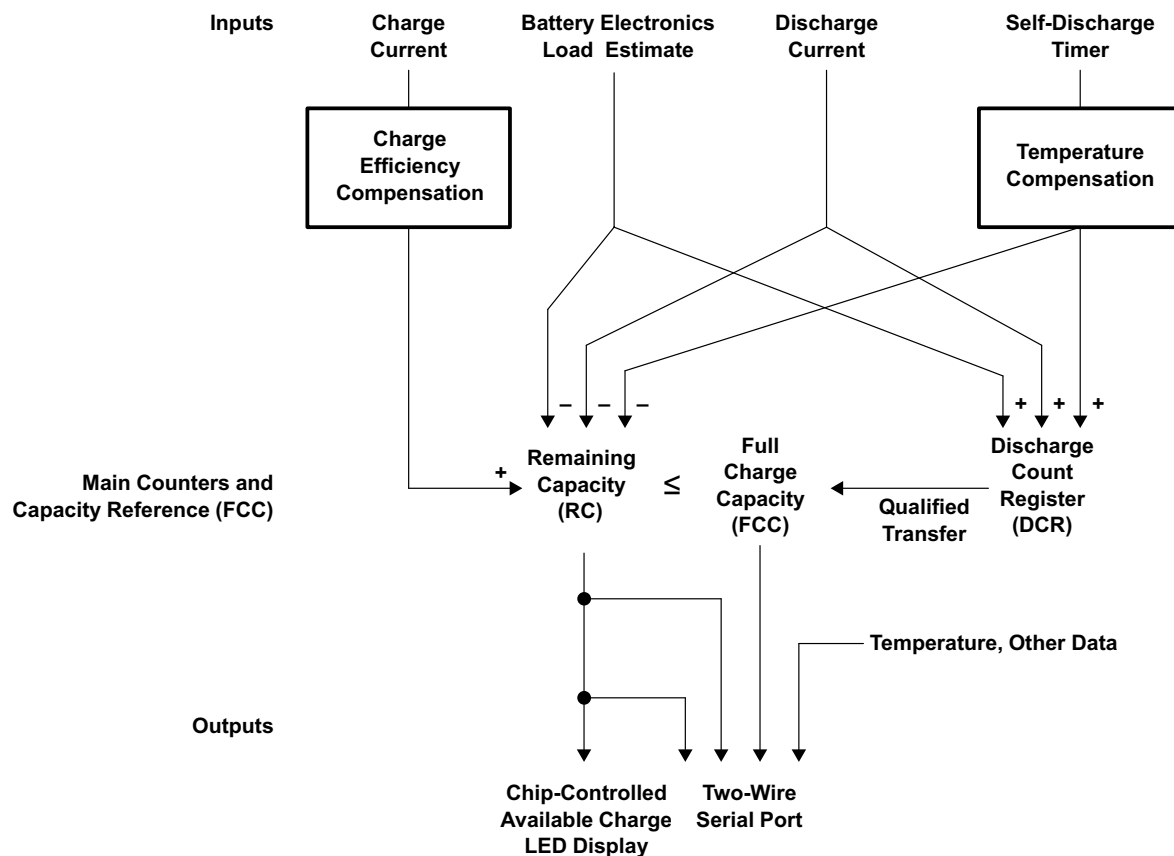 Inputs
Charge
Current
Battery Electronics
Load Estimate
Discharge
Current
Self-Discharge
Timer
Charge
Efficiency
Compensation
Temperature
Compensation
– – –
+ + +
+
Main Counters and
Capacity Reference (FCC)
Remaining
Capacity
(RC)
≤
Full
Charge
Capacity
(FCC)
Qualified
Transfer
Discharge
Count
Register
(DCR)
Temperature, Other Data
Outputs
Chip-Controlled
Available Charge
LED Display
Two-Wire
Serial Port